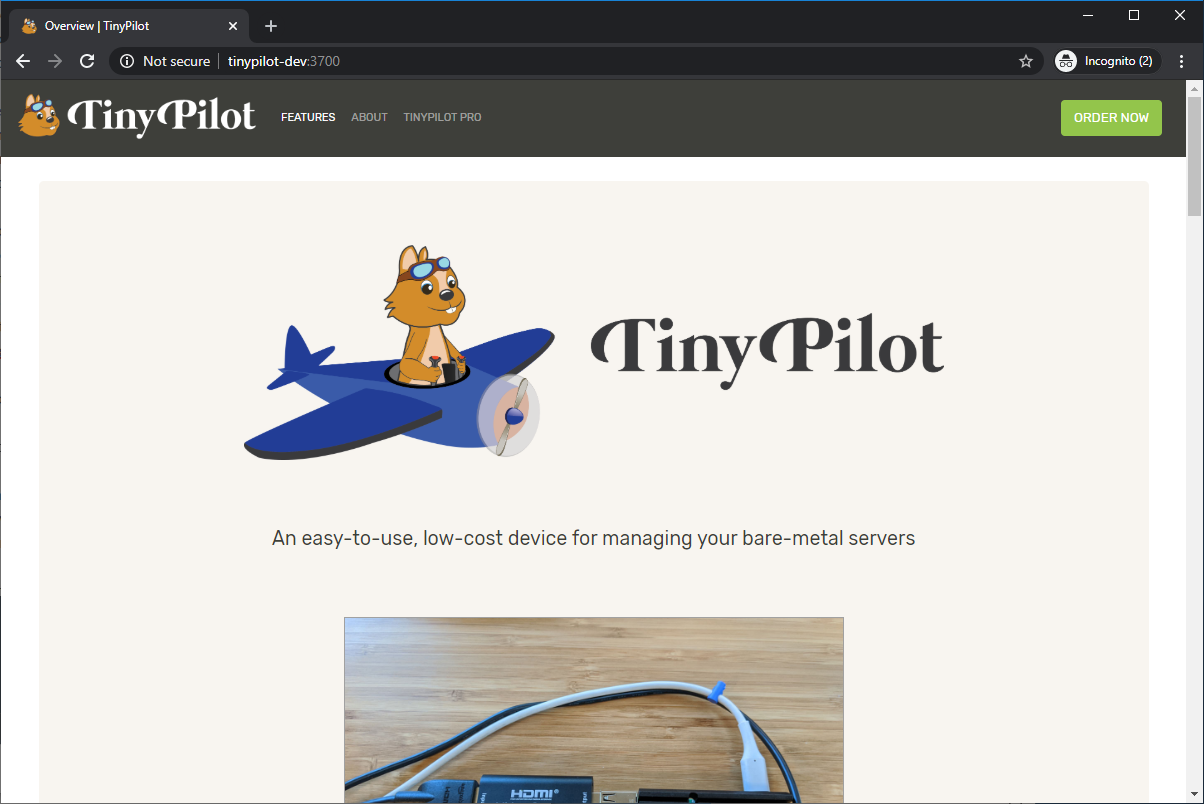 Overview | TinyPilot
Not secure | tinypilot-dev:3700
Incognito (2)
TinyPilot
FEATURES
ABOUT
TINYPILOT PRO
ORDER NOW
TinyPilot
An easy-to-use, low-cost device for managing your bare-metal servers
HDMI®